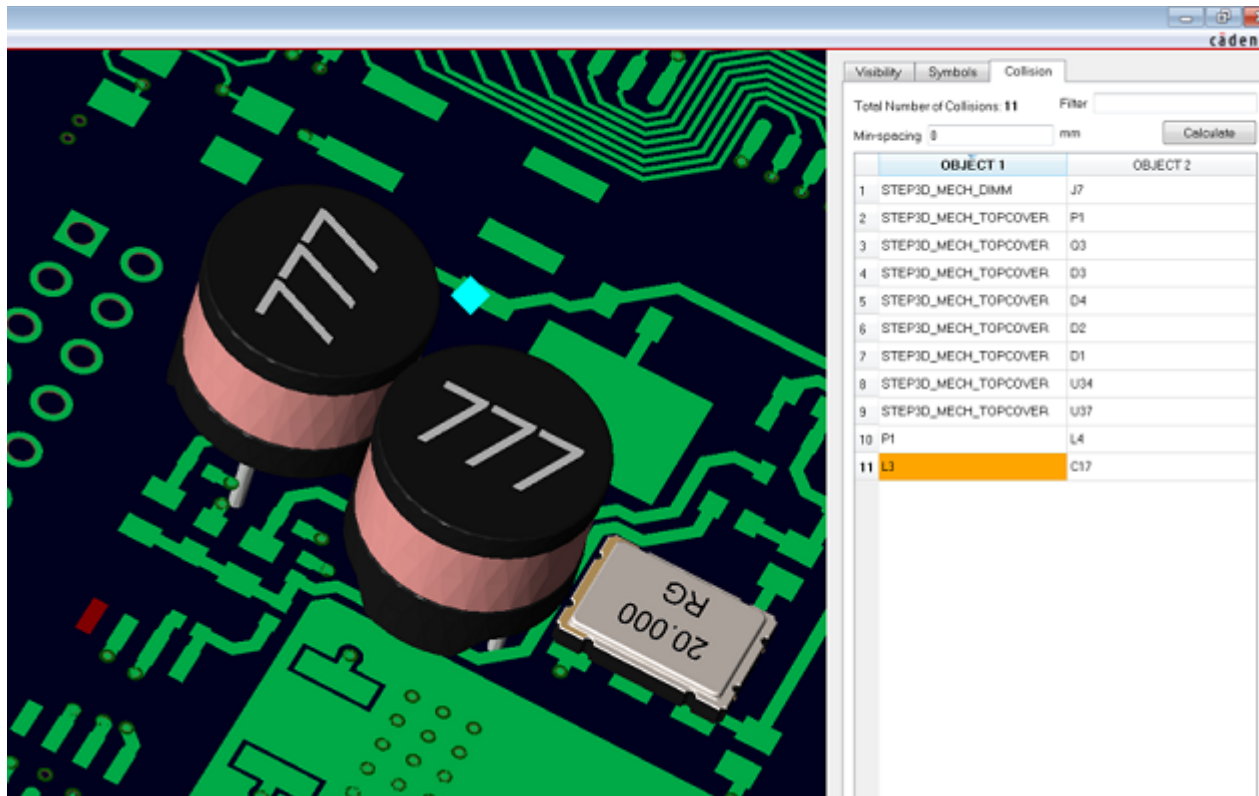 cāden
Visibility Symbols Collision
Total Number of Collisions: 11 Filter
Min-spacing 0 mm Calculate
OBJECT 1 OBJECT 2
1 STEP3D_MECH_DIMM J7
2 STEP3D_MECH_TOPCOVER P1
3 STEP3D_MECH_TOPCOVER Q3
4 STEP3D_MECH_TOPCOVER D3
5 STEP3D_MECH_TOPCOVER D4
6 STEP3D_MECH_TOPCOVER D2
7 STEP3D_MECH_TOPCOVER D1
8 STEP3D_MECH_TOPCOVER U34
9 STEP3D_MECH_TOPCOVER U37
10 P1 L4
11 L3 C17
777
777
20.000
RG